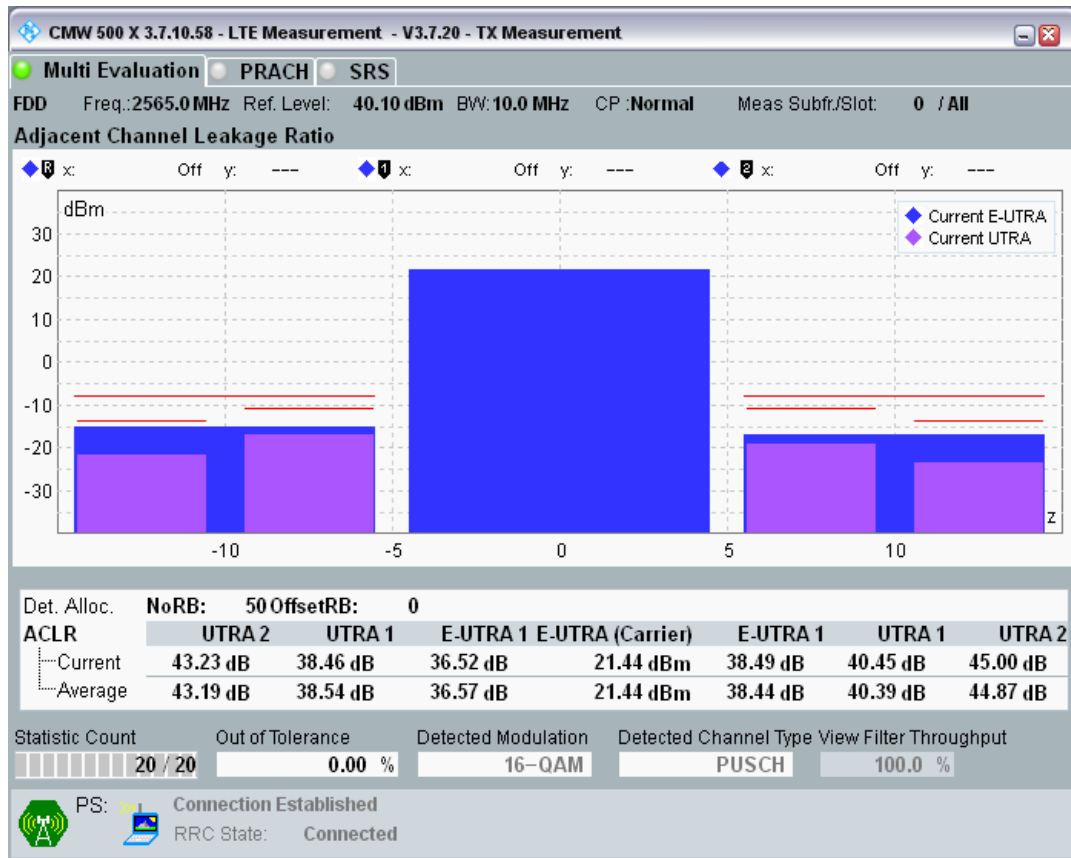 CMW 500 X 3.7.10.58 - LTE Measurement - V3.7.20 - TX Measurement
Multi Evaluation PRACH SRS
FDD Freq.:2565.0 MHz Ref. Level: 40.10 dBm BW:10.0 MHz CP :Normal Meas Subfr./Slot: 0 / All
Adjacent Channel Leakage Ratio
R x: Off y: --- 1 x: Off y: --- 2 x: Off y: ---
dBm
Current E-UTRA
Current UTRA
30
20
10
0
-10
-20
-30
z
-10 -5 0 5 10
Det. Alloc. NoRB: 50 OffsetRB: 0
ACLR UTRA 2 UTRA 1 E-UTRA 1 E-UTRA (Carrier) E-UTRA 1 UTRA 1 UTRA 2
Current 43.23 dB 38.46 dB 36.52 dB 21.44 dBm 38.49 dB 40.45 dB 45.00 dB
Average 43.19 dB 38.54 dB 36.57 dB 21.44 dBm 38.44 dB 40.39 dB 44.87 dB
Statistic Count Out of Tolerance Detected Modulation Detected Channel Type View Filter Throughput
20 / 20 0.00 % 16-QAM PUSCH 100.0 %
PS: Connection Established
RRC State: Connected